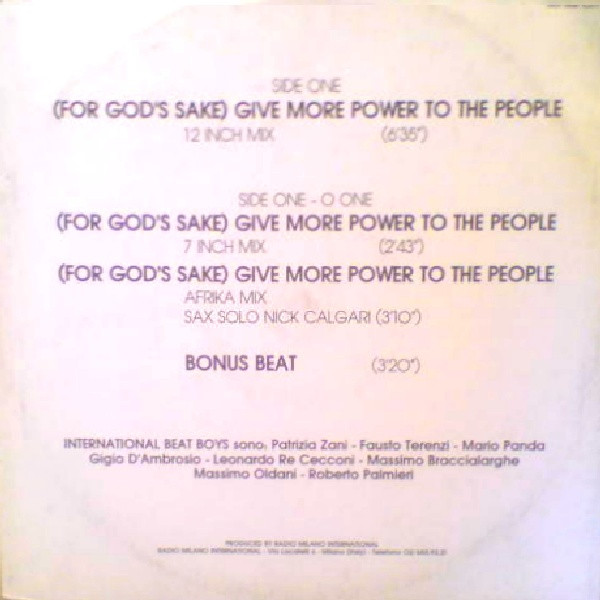 SIDE ONE
(FOR GOD'S SAKE) GIVE MORE POWER TO THE PEOPLE
12 INCH MIX (6'35")
SIDE ONE - O ONE
(FOR GOD'S SAKE) GIVE MORE POWER TO THE PEOPLE
7 INCH MIX (2'43")
(FOR GOD'S SAKE) GIVE MORE POWER TO THE PEOPLE
AFRIKA MIX
SAX SOLO NICK CALGARI (3'10")
BONUS BEAT (3'20")
INTERNATIONAL BEAT BOYS sono: Patrizia Zani - Fausto Terenzi - Mario Panda
Gigio D'Ambrosio - Leonardo Re Cecconi - Massimo Braccialarghe
Massimo Oldani - Roberto Palmieri
PRODUCED BY RADIO MILANO INTERNATIONAL
RADIO MILANO INTERNATIONAL - Via - Milano (Italy) - Telefono